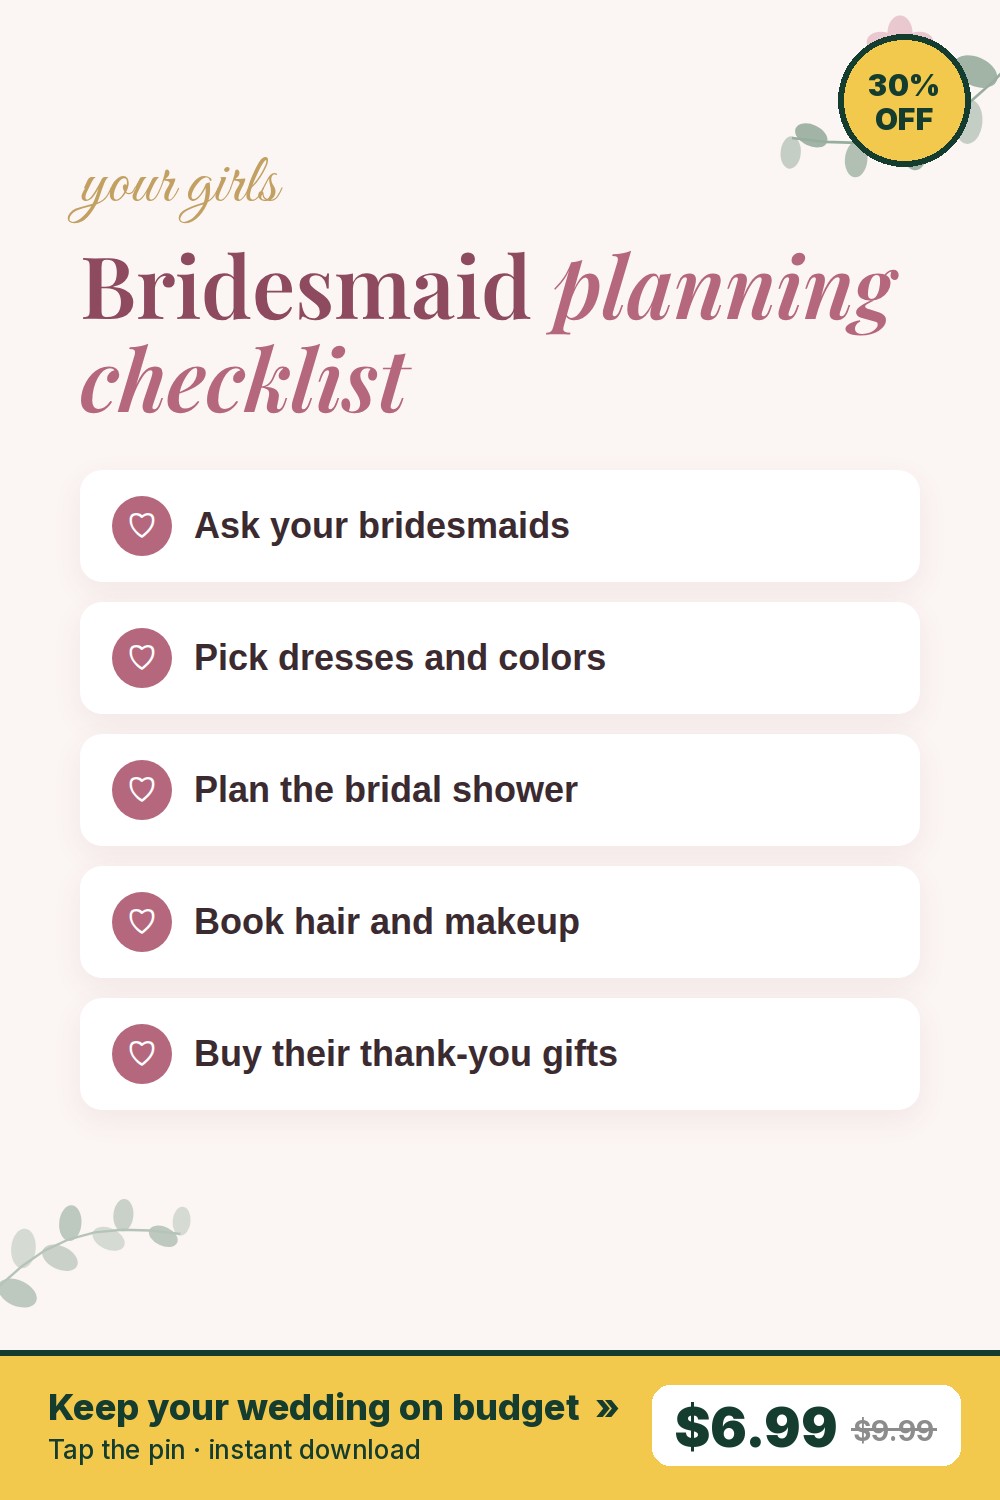 30%
OFF
your girls
Bridesmaid planning
checklist
Ask your bridesmaids
Pick dresses and colors
Plan the bridal shower
Book hair and makeup
Buy their thank-you gifts
Keep your wedding on budget »
Tap the pin · instant download
$6.99 $9.99